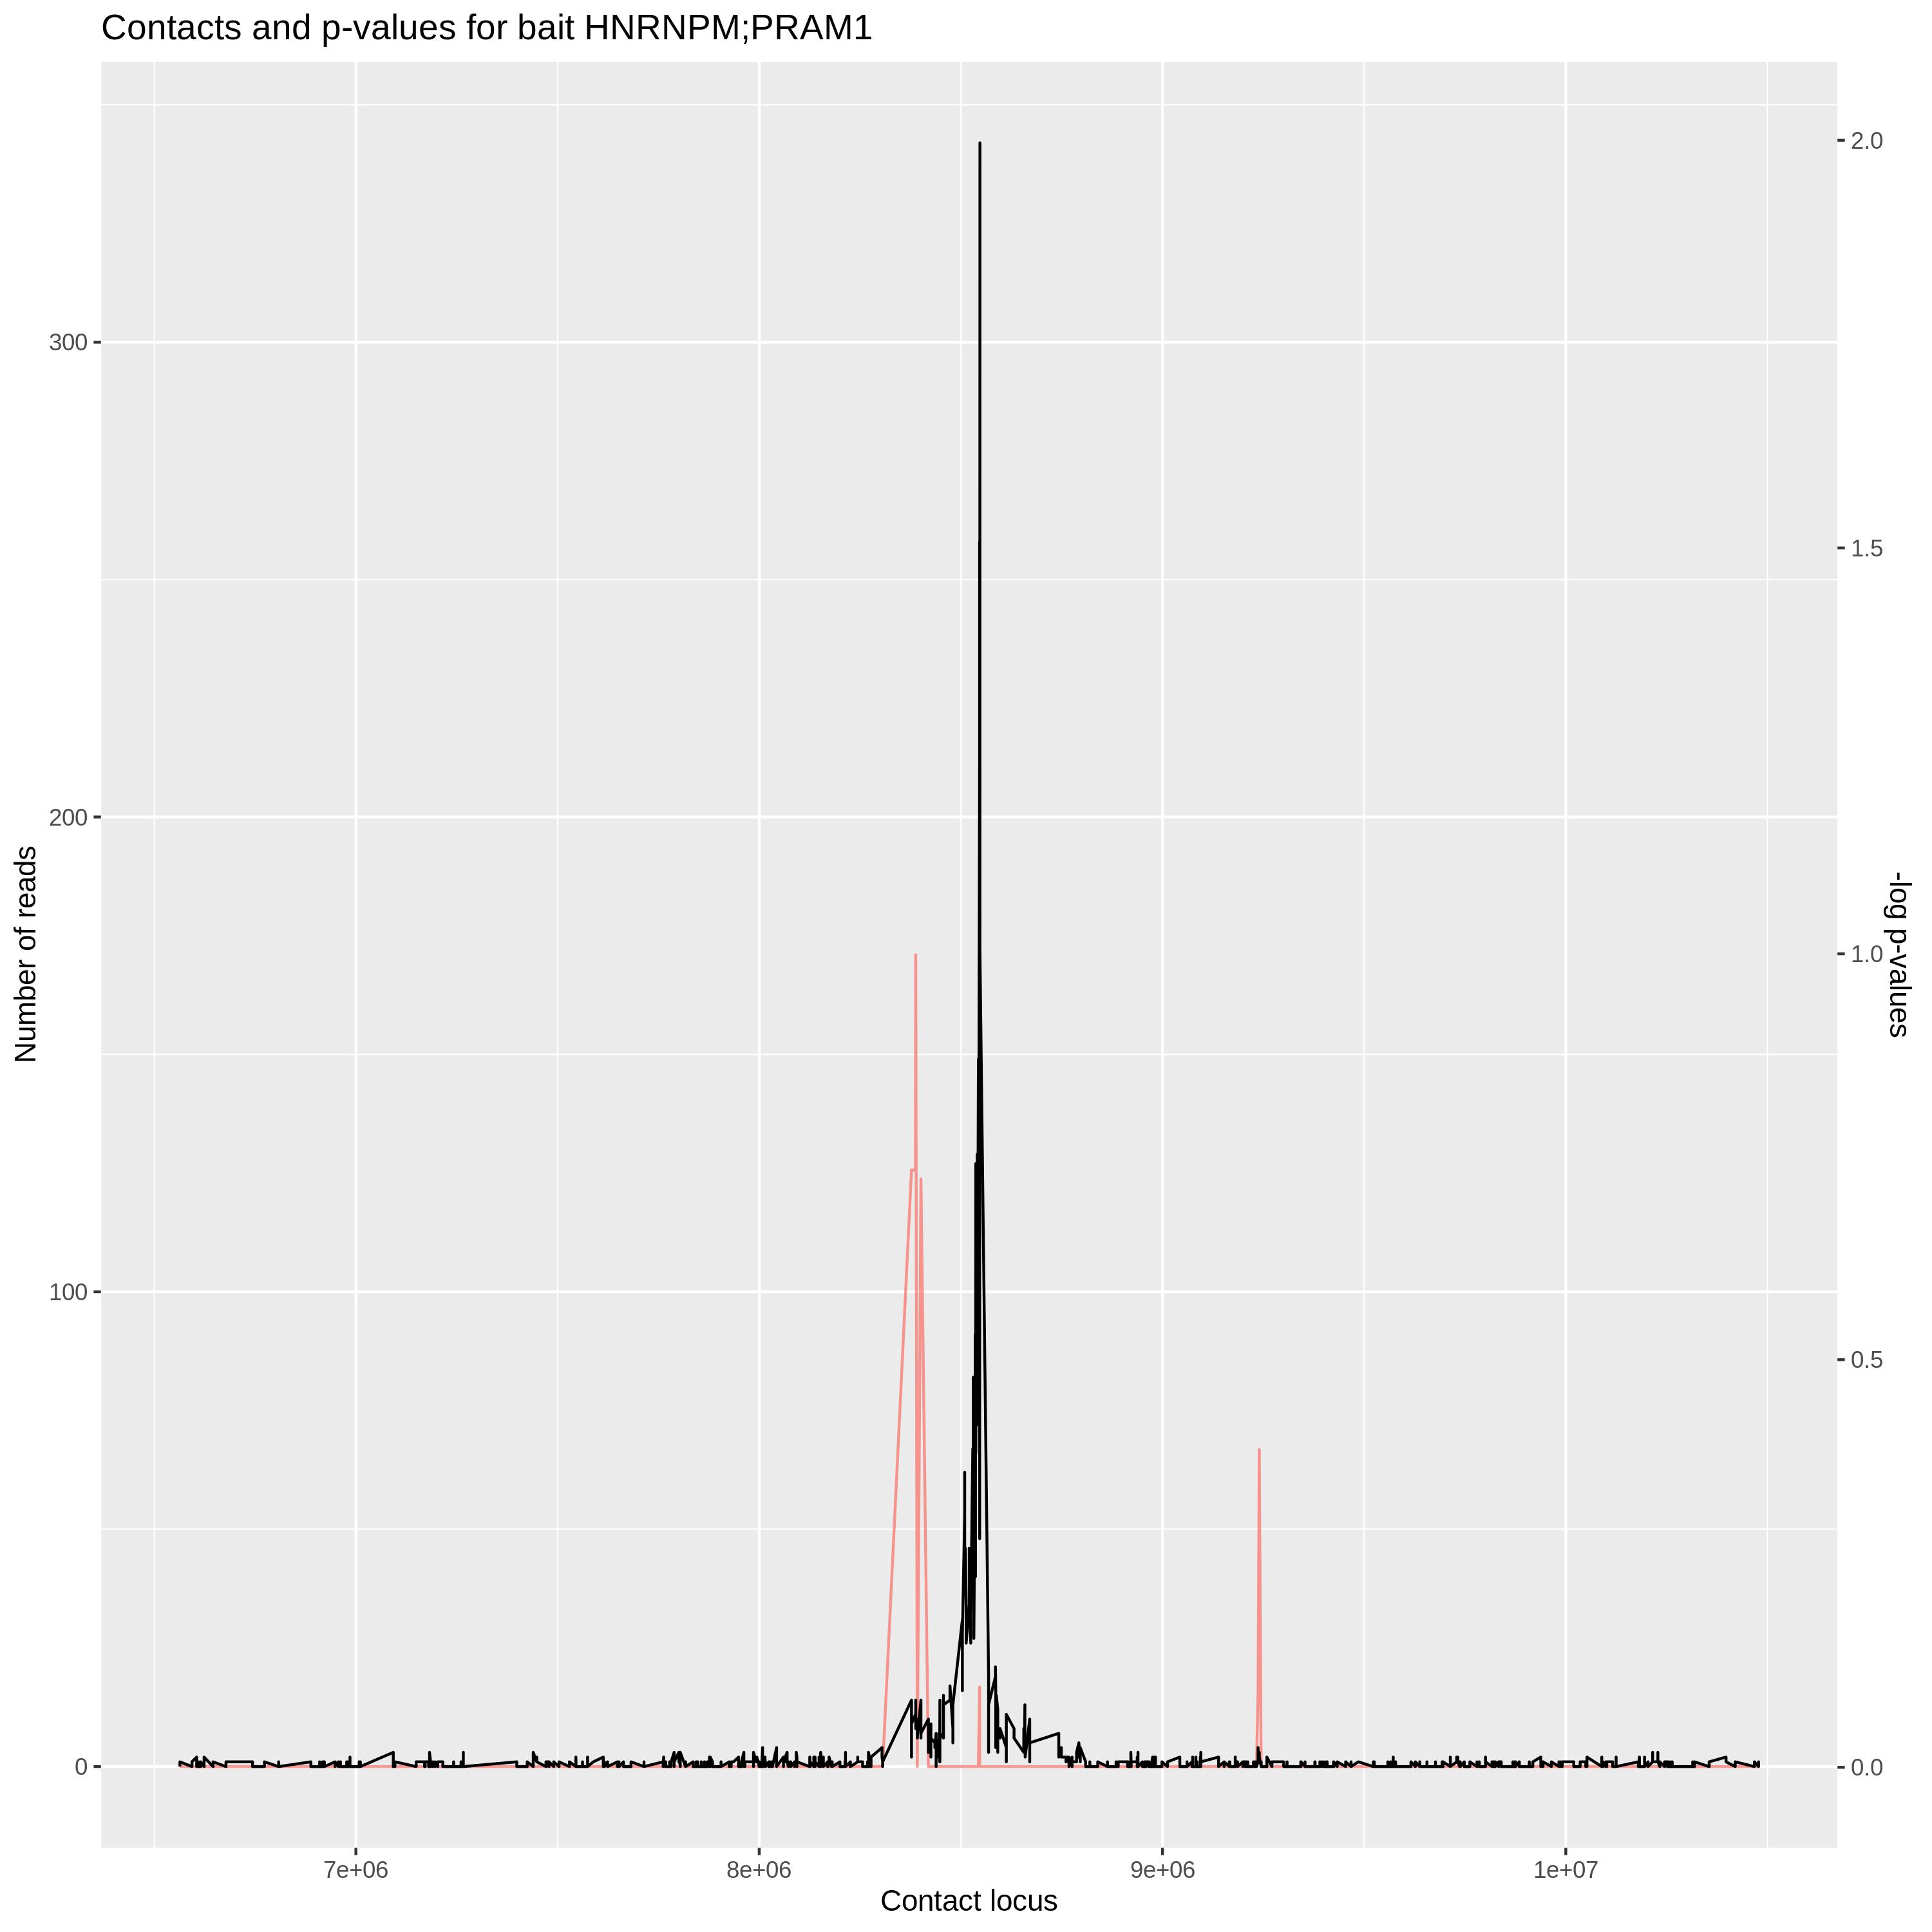 Contacts and p-values for bait HNRNPM;PRAM1
300
200
100
0
Number of reads
2.0
1.5
1.0
0.5
0.0
-log p-values
7e+06
8e+06
9e+06
1e+07
Contact locus